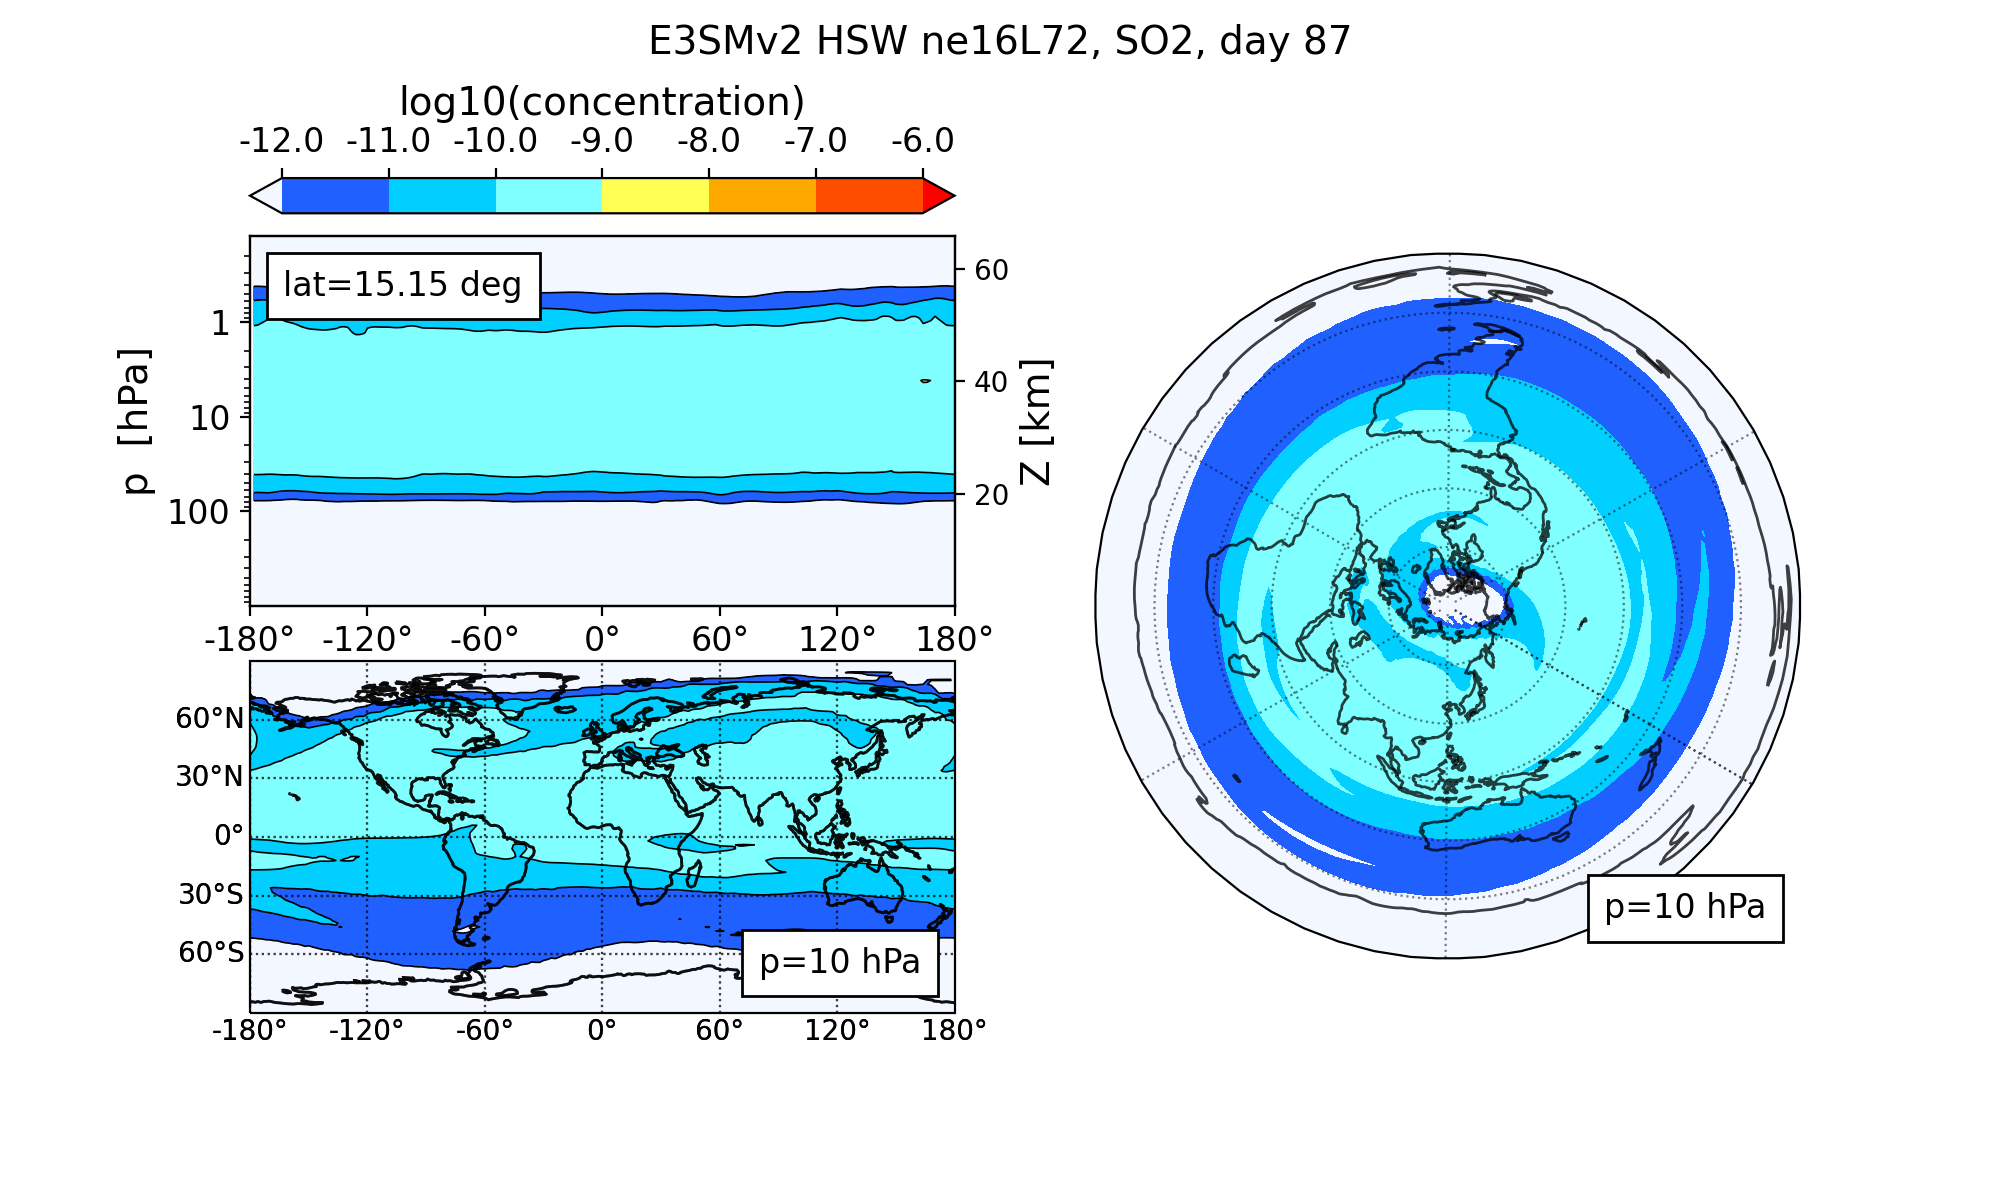 E3SMv2 HSW ne16L72, SO2, day 87
log10(concentration)
-12.0 -11.0 -10.0 -9.0 -8.0 -7.0 -6.0
lat=15.15 deg
p [hPa]
1
10
100
60
40
20
Z [km]
-180° -120° -60° 0° 60° 120° 180°
60°N
30°N
0°
30°S
60°S
p=10 hPa
-180° -120° -60° 0° 60° 120° 180°
p=10 hPa